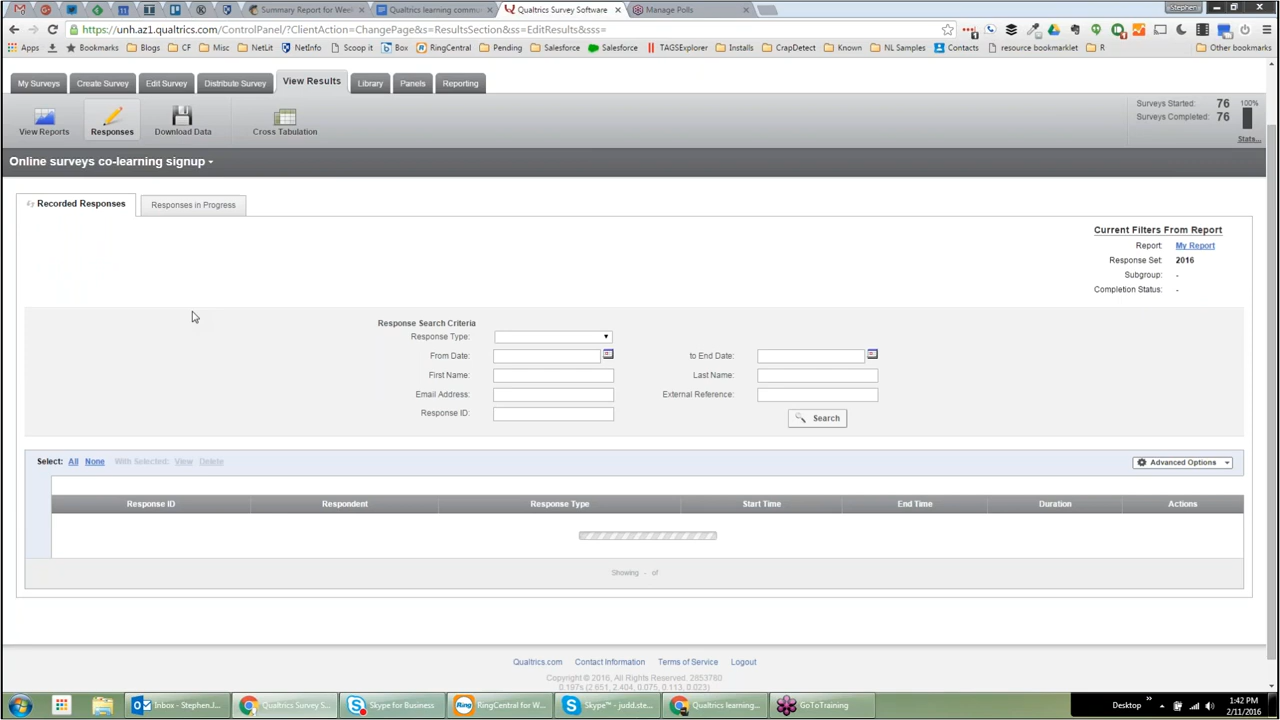 Summary Report for Wee
Qualtrics learning comm
Qualtrics Survey Software
Manage Polls
Stephen
https://unh.az1.qualtrics.com/ControlPanel/?ClientAction=ChangePage&s=ResultsSection&ss=EditResults&sss=
Apps Bookmarks Blogs CF Misc NetLit NetAction Scoop it Box RingCentral Pending Salesforce Salesforce TAGSExplorer Installs CrapDetect Known NL Samples Contacts resource bookmarklet R Other bookmarks
My Surveys Create Survey Edit Survey Distribute Survey View Results Library Panels Reporting
View Reports Responses Download Data Cross Tabulation
Surveys Started: 76 100%
Surveys Completed: 76
Stats...
Online surveys co-learning signup
Recorded Responses Responses in Progress
Current Filters From Report
Report: My Report
Response Set: 2016
Subgroup: -
Completion Status: -
Response Search Criteria
Response Type:
From Date: to End Date:
First Name: Last Name:
Email Address: External Reference:
Response ID: Search
Select: All None With Selected: View Delete Advanced Options
Response ID Respondent Response Type Start Time End Time Duration Actions
Showing - of
Qualtrics.com Contact Information Terms of Service Logout
Copyright © 2016, Qualtrics. 2653760
0.197s (2.651, 2.404, 0.075, 0.113, 0.023)
Inbox - Stephen.J... Qualtrics Survey S... Skype for Business RingCentral for W... Skype™ - judd.ste... Qualtrics learning... GoToTraining Desktop 1:42 PM
2/11/2016